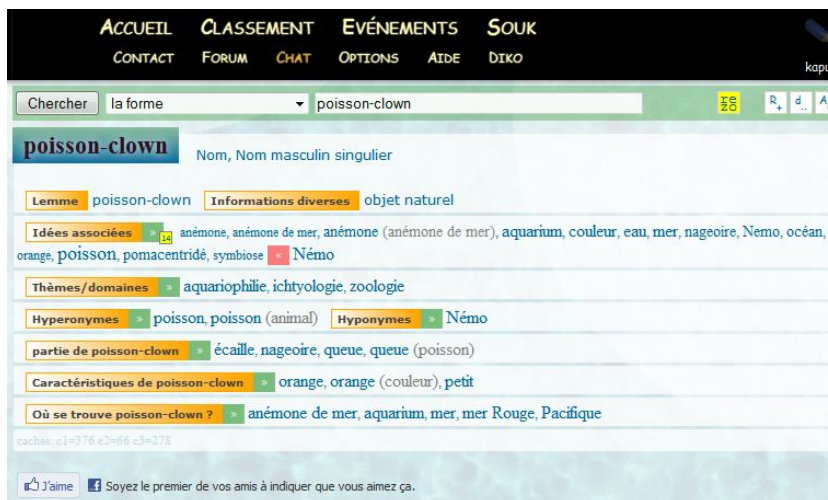 ACCUEIL CLASSEMENT EVÉNEMENTS SOUK
CONTACT FORUM CHAT OPTIONS AIDE DIKO
Chercher la forme poisson-clown
poisson-clown Nom, Nom masculin singulier
Lemme poisson-clown Informations diverses objet naturel
Idées associées » 14 anémone, anémone de mer, anémone (anémone de mer), aquarium, couleur, eau, mer, nageoire, Nemo, océan,
orange, poisson, pomacentridé, symbiose « Némo
Thèmes/domaines » aquariophilie, ichtyologie, zoologie
Hyperonymes » poisson, poisson (animal) Hyponymes » Némo
partie de poisson-clown » écaille, nageoire, queue, queue (poisson)
Caractéristiques de poisson-clown » orange, orange (couleur), petit
Où se trouve poisson-clown ? » anémone de mer, aquarium, mer, mer Rouge, Pacifique
caches: c1=376 c2=66 c3=278
J'aime Soyez le premier de vos amis à indiquer que vous aimez ça.